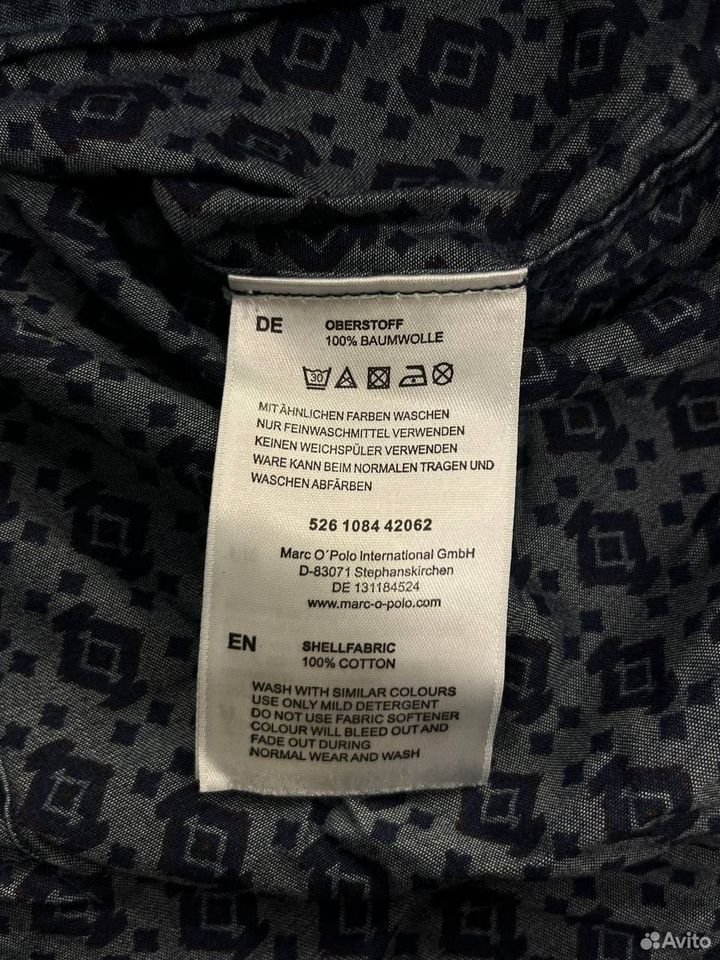 DE OBERSTOFF
100% BAUMWOLLE
30
MIT ÄHNLICHEN FARBEN WASCHEN
NUR FEINWASCHMITTEL VERWENDEN
KEINEN WEICHSPÜLER VERWENDEN
WARE KANN BEIM NORMALEN TRAGEN UND
WASCHEN ABFÄRBEN
526 1084 42062
Marc O´Polo International GmbH
D-83071 Stephanskirchen
DE 131184524
www.marc-o-polo.com
EN SHELLFABRIC
100% COTTON
WASH WITH SIMILAR COLOURS
USE ONLY MILD DETERGENT
DO NOT USE FABRIC SOFTENER
COLOUR WILL BLEED OUT AND
FADE OUT DURING
NORMAL WEAR AND WASH
Avito